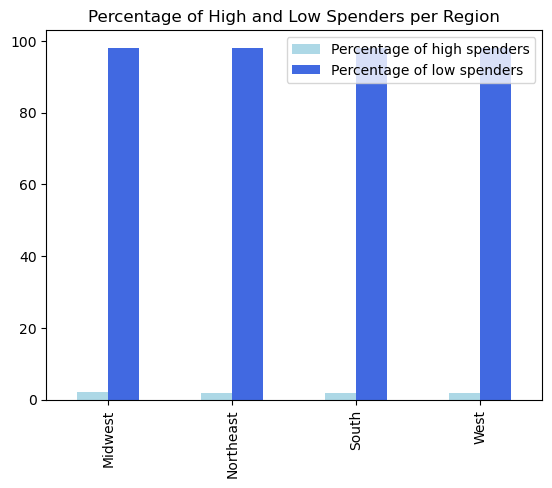 Percentage of High and Low Spenders per Region
Percentage of high spenders
Percentage of low spenders
100
80
60
40
20
0
Midwest
Northeast
South
West